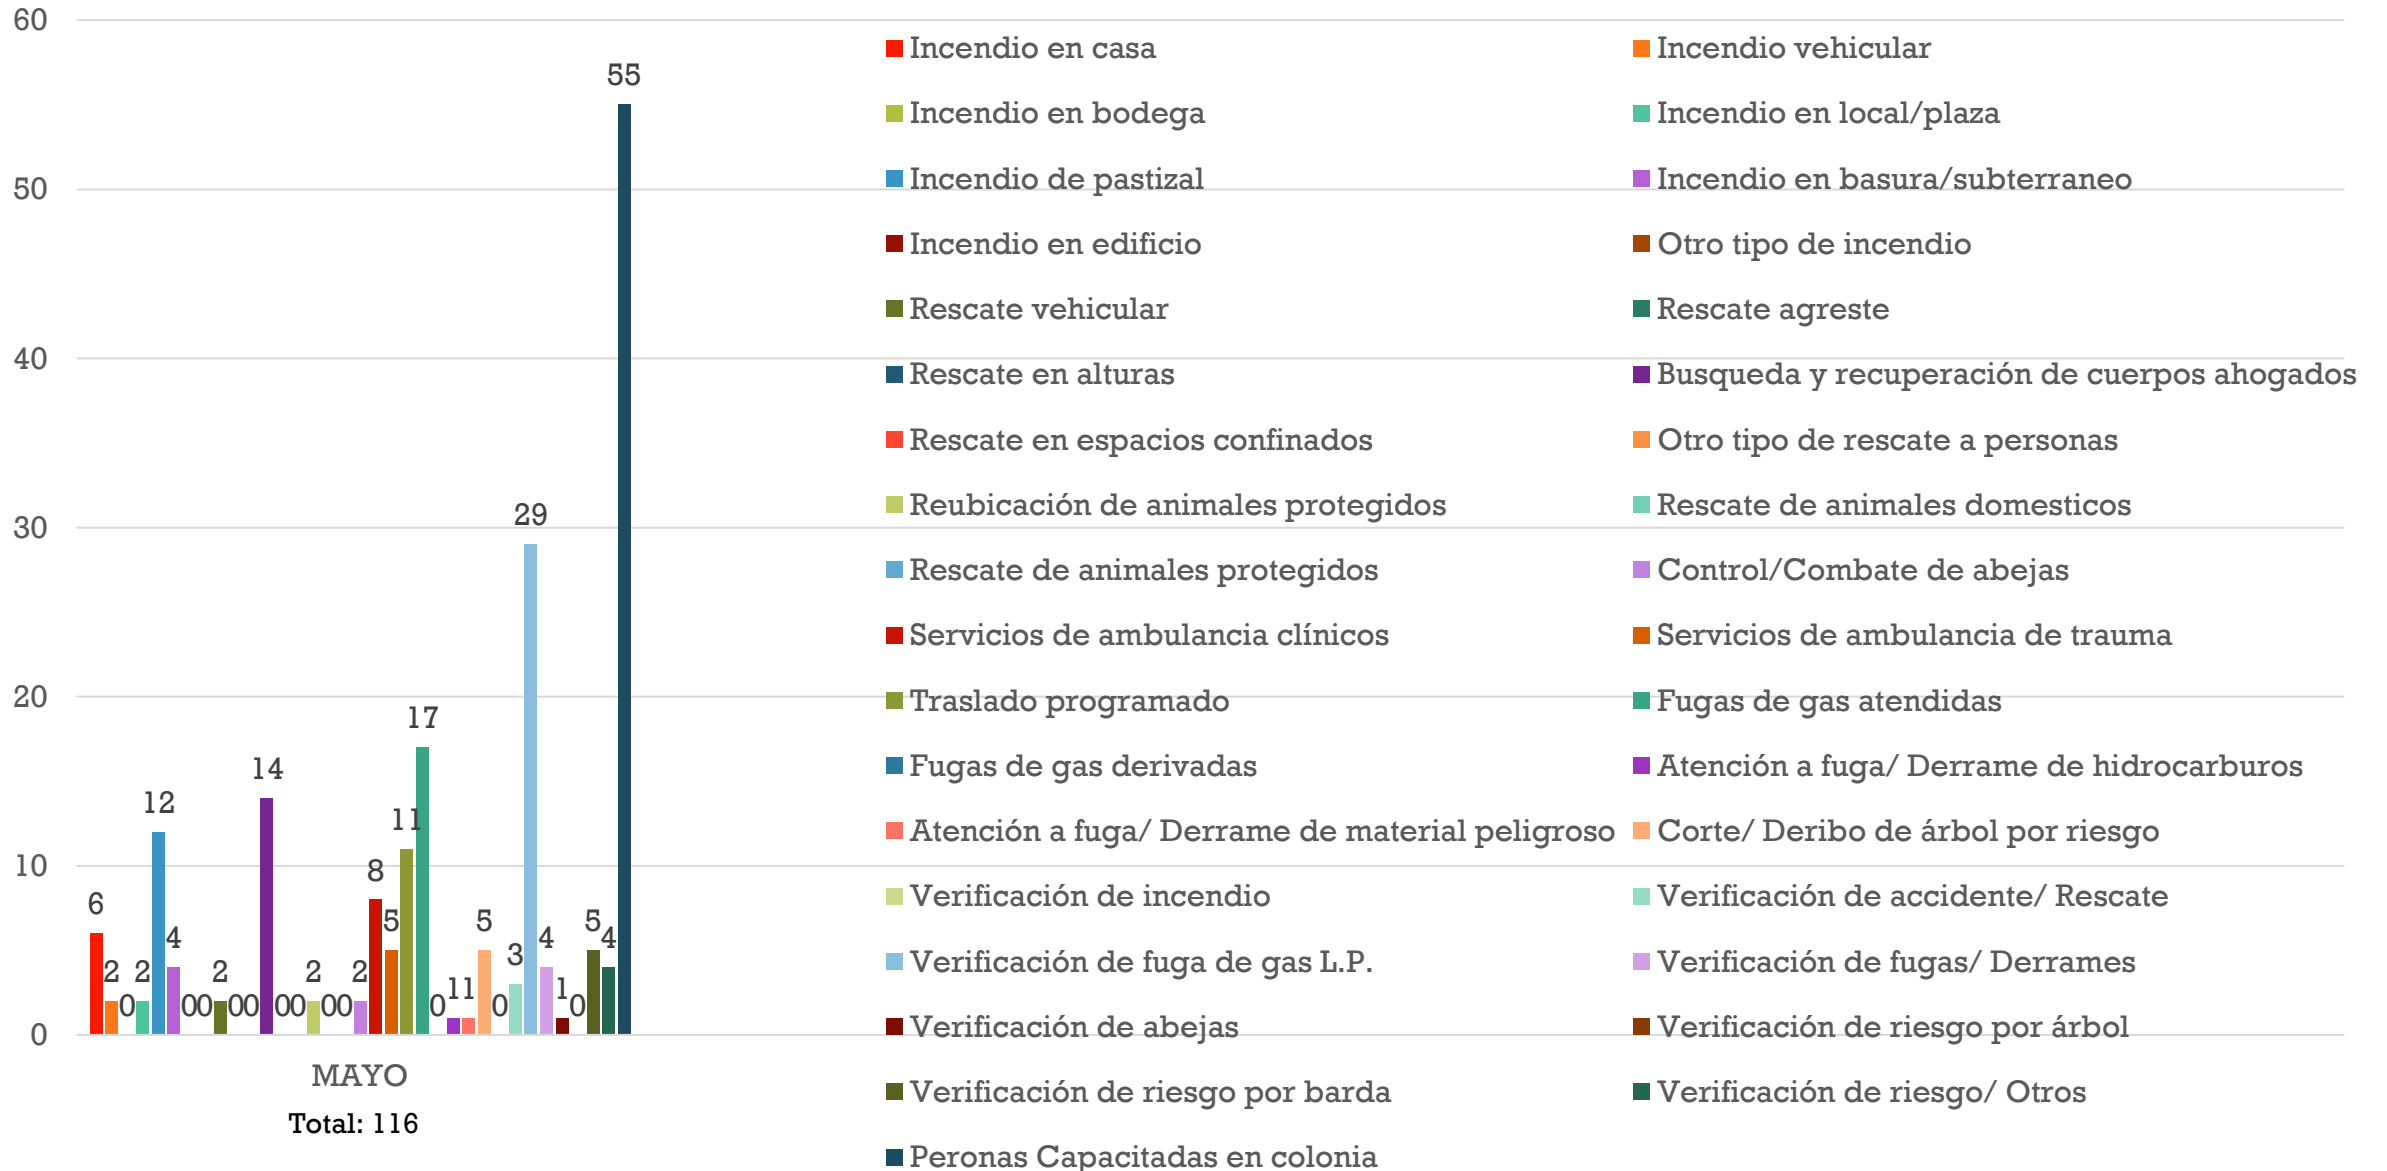 60
50
40
30
20
10
0
6
2
0
2
12
4
0
0
2
0
0
14
0
0
2
0
0
2
8
5
11
17
0
1
1
5
0
3
29
4
1
0
5
4
55
MAYO
Total: 116
Incendio en casa
Incendio vehicular
Incendio en bodega
Incendio en local/plaza
Incendio de pastizal
Incendio en basura/subterraneo
Incendio en edificio
Otro tipo de incendio
Rescate vehicular
Rescate agreste
Rescate en alturas
Busqueda y recuperación de cuerpos ahogados
Rescate en espacios confinados
Otro tipo de rescate a personas
Reubicación de animales protegidos
Rescate de animales domesticos
Rescate de animales protegidos
Control/Combate de abejas
Servicios de ambulancia clínicos
Servicios de ambulancia de trauma
Traslado programado
Fugas de gas atendidas
Fugas de gas derivadas
Atención a fuga/ Derrame de hidrocarburos
Atención a fuga/ Derrame de material peligroso
Corte/ Deribo de árbol por riesgo
Verificación de incendio
Verificación de accidente/ Rescate
Verificación de fuga de gas L.P.
Verificación de fugas/ Derrames
Verificación de abejas
Verificación de riesgo por árbol
Verificación de riesgo por barda
Verificación de riesgo/ Otros
Peronas Capacitadas en colonia